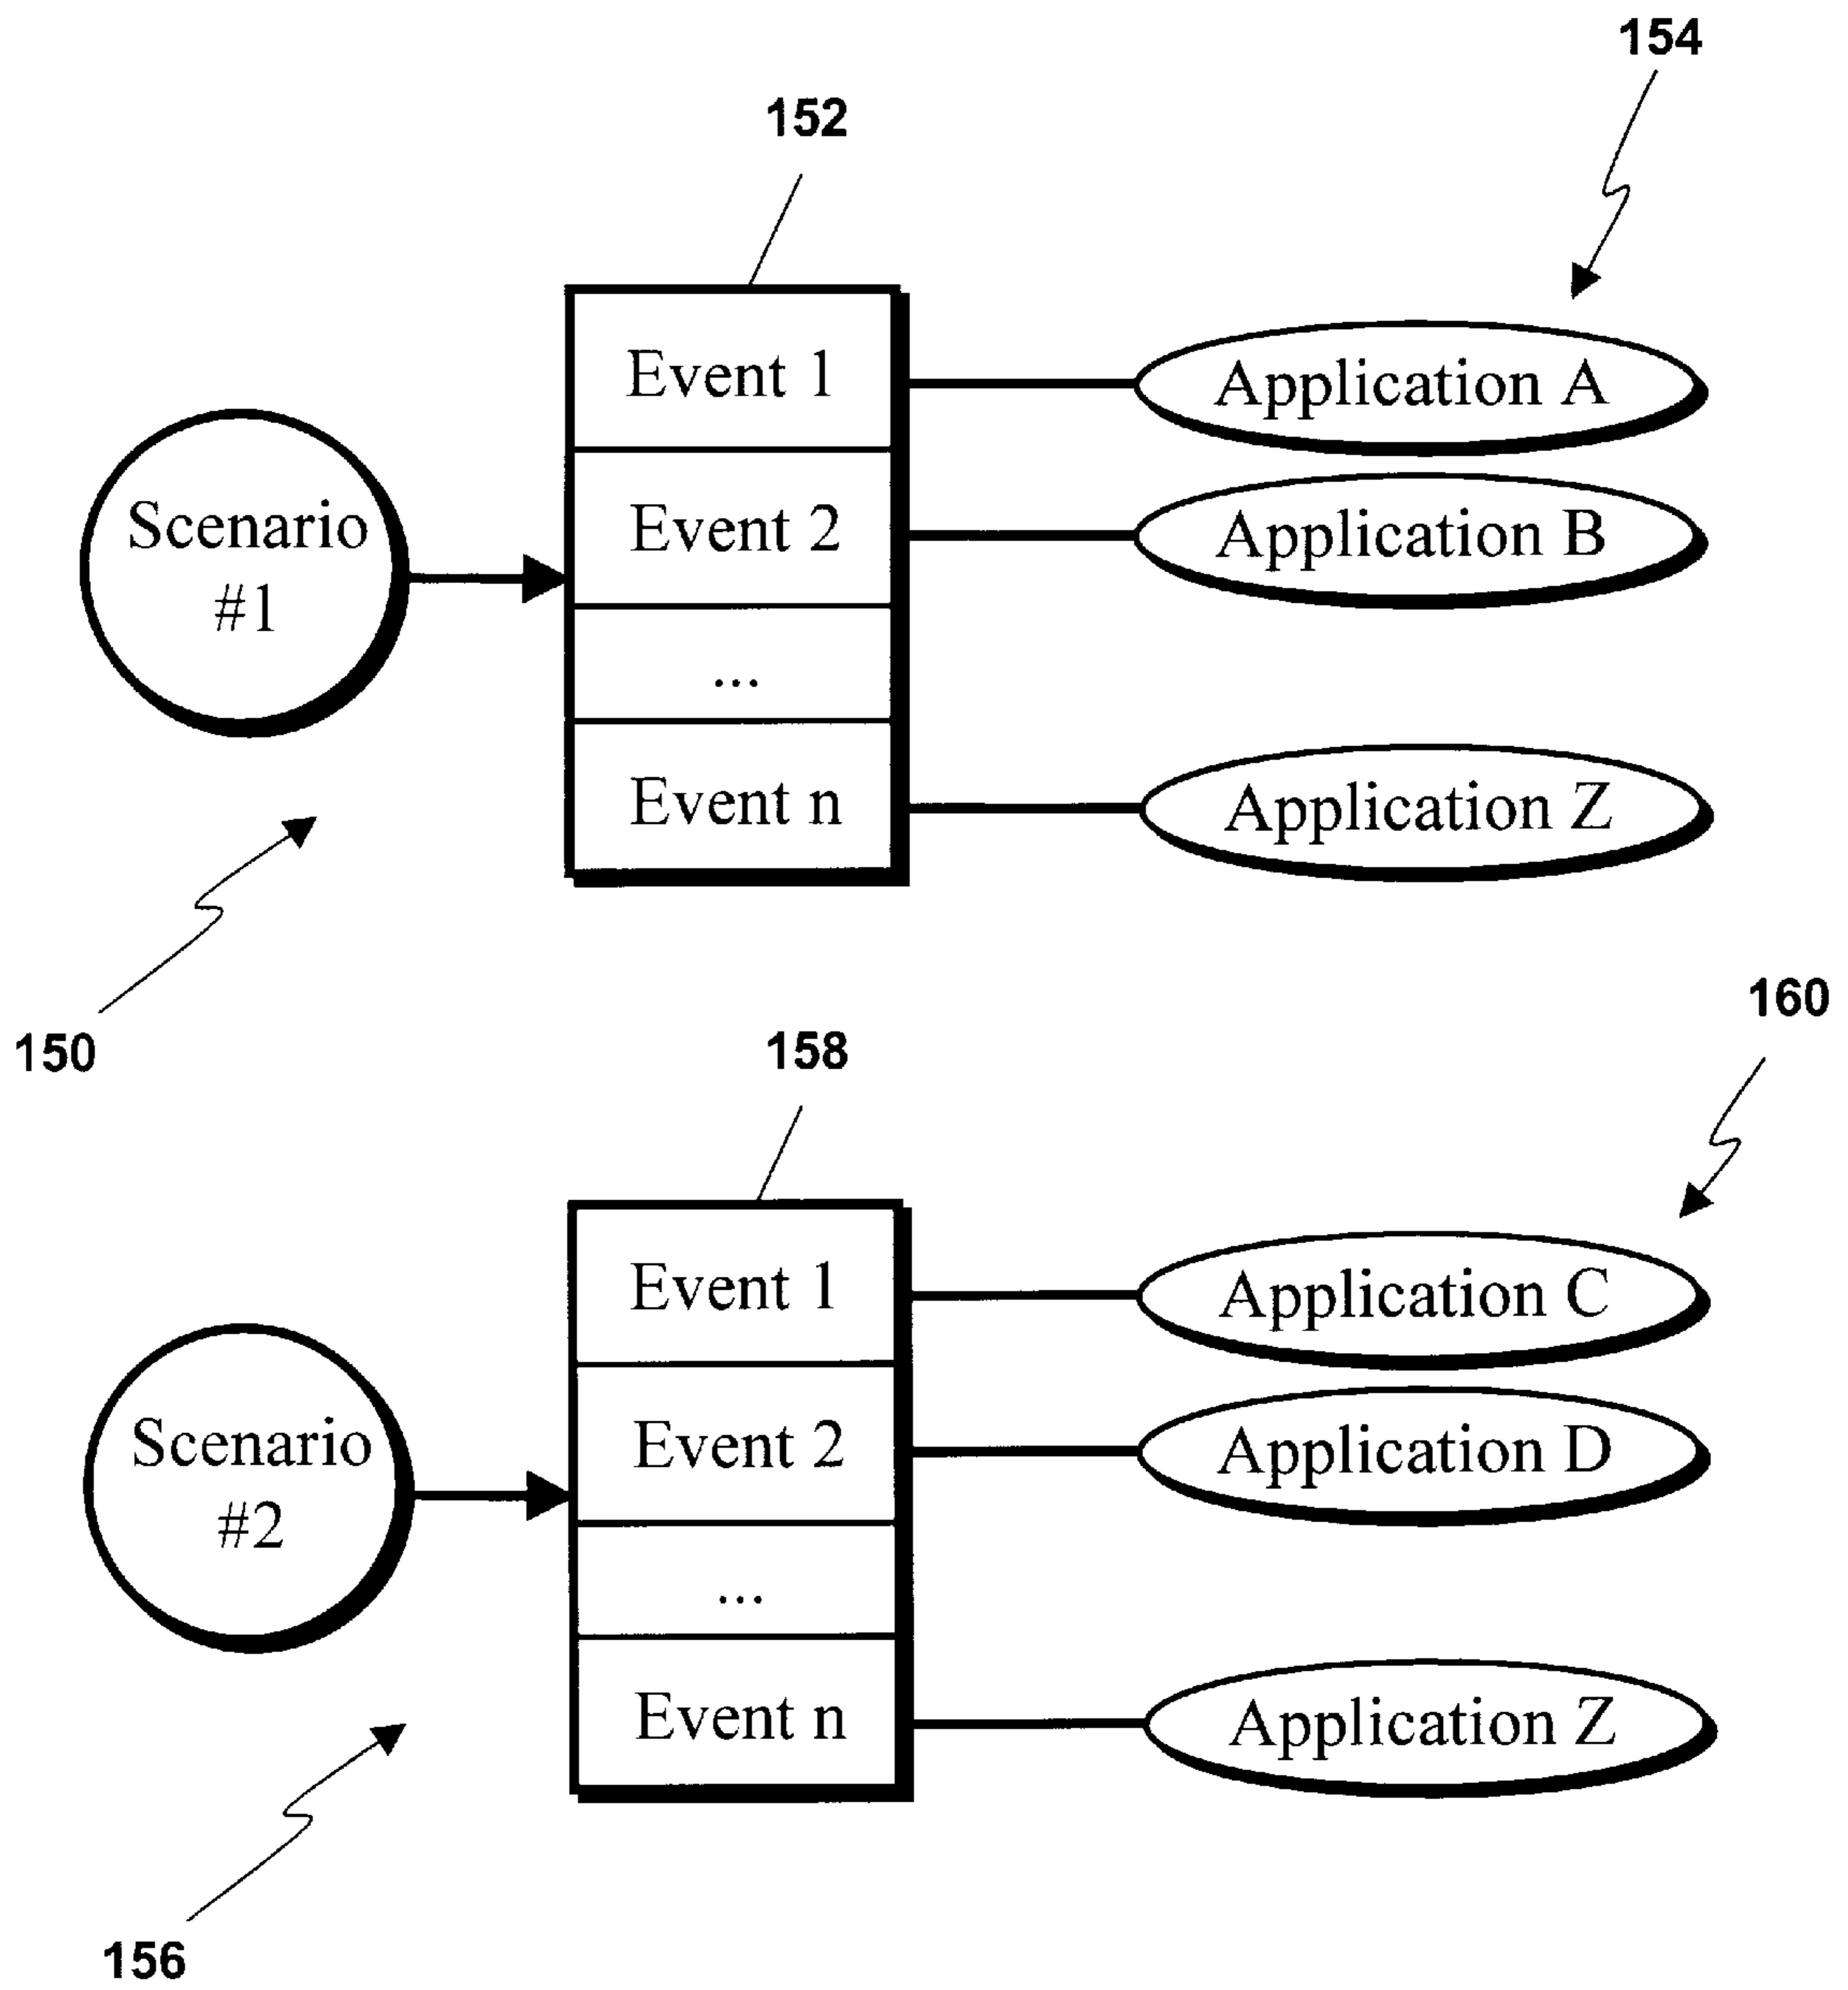 154
152
Event 1
Application A
Scenario
#1
Event 2
Application B
...
Event n
Application Z
150
160
158
Event 1
Application C
Scenario
#2
Event 2
Application D
...
Event n
Application Z
156